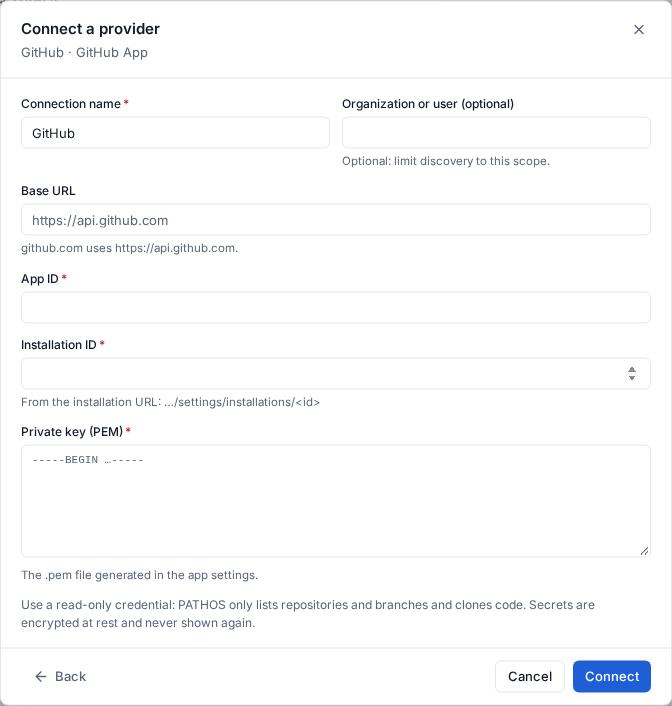 Connect a provider
GitHub · GitHub App
Connection name *
Organization or user (optional)
GitHub
Optional: limit discovery to this scope.
Base URL
https://api.github.com
github.com uses https://api.github.com.
App ID *
Installation ID *
From the installation URL: …/settings/installations/<id>
Private key (PEM) *
-----BEGIN …-----
The .pem file generated in the app settings.
Use a read-only credential: PATHOS only lists repositories and branches and clones code. Secrets are
encrypted at rest and never shown again.
Back
Cancel
Connect